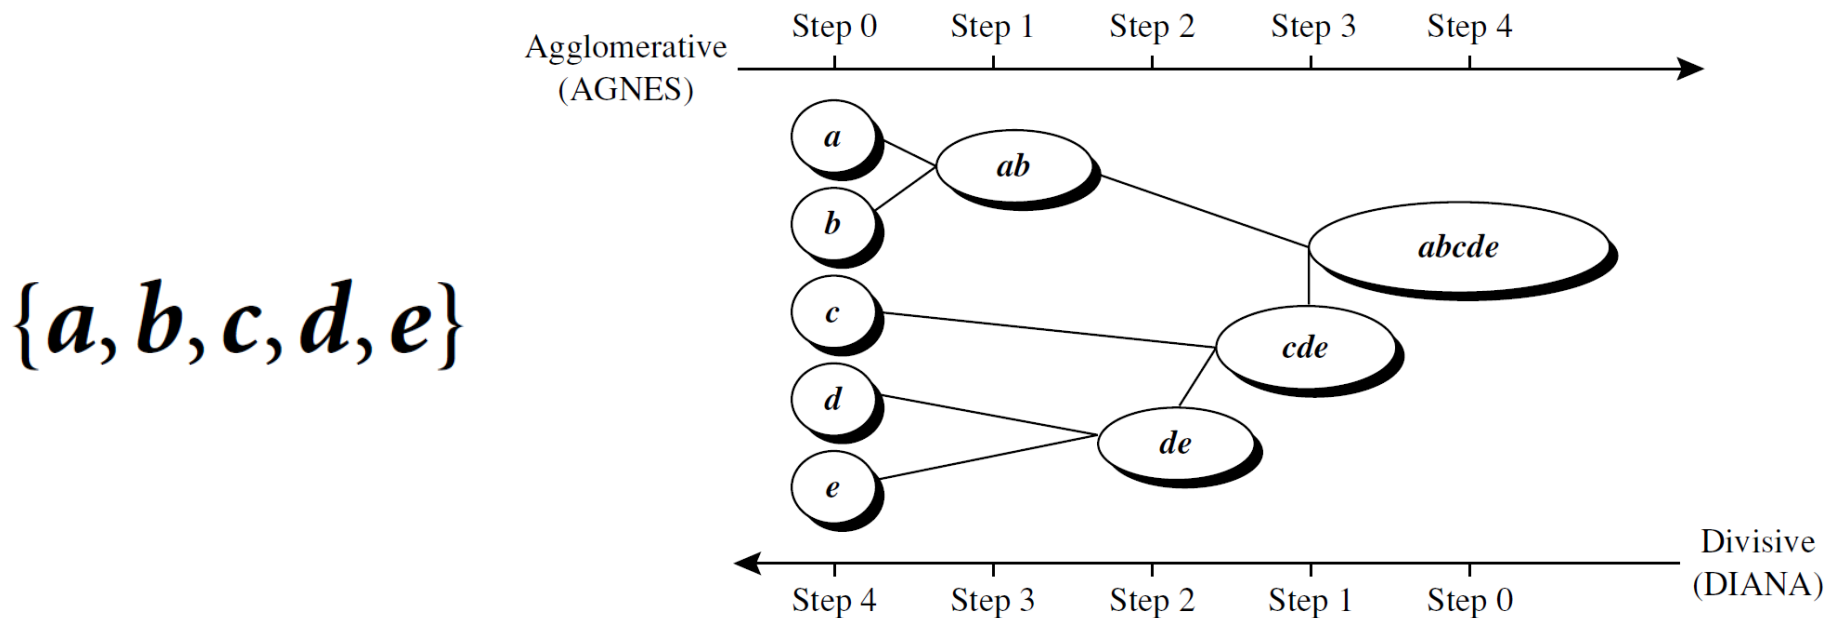 Step 0 Step 1 Step 2 Step 3 Step 4
Agglomerative
(AGNES)
a
ab
b
abcde
{a, b, c, d, e}
c
cde
d
de
e
Divisive
(DIANA)
Step 4 Step 3 Step 2 Step 1 Step 0